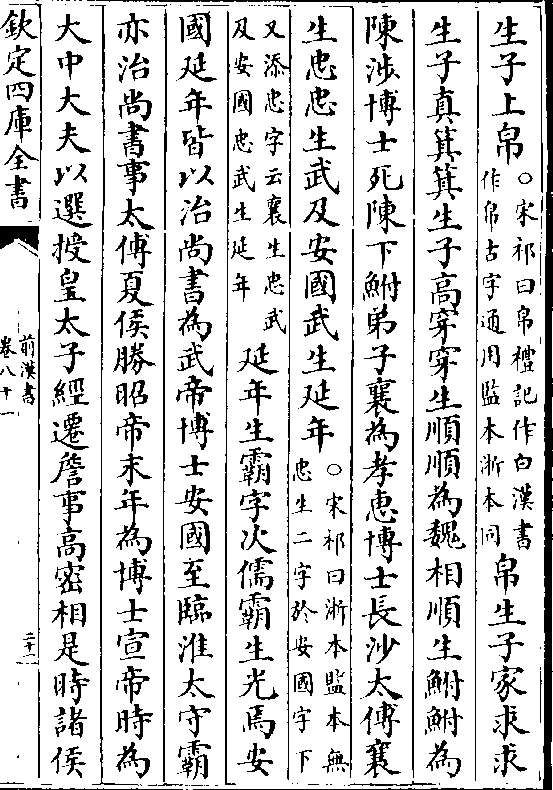 生子上帛○宋祁曰帛禮記作白漢書
作帛古字通用監本浙本同帛生子家求求
生子真箕箕生子高穿穿生順順為魏相順生鮒鮒為
陳涉博士死陳下鮒弟子襄為孝惠博士長沙太傅襄
生忠忠生武及安國武生延年○宋祁曰浙本監本無
忠生二字於安國字下
又添忠字云襄生忠武
及安國忠武生延年延年生霸字次儒霸生光焉安
國延年皆以治尚書為武帝博士安國至臨淮太守霸
亦治尚書事太傅夏侯勝昭帝末年為博士宣帝時為
大中大夫以選授皇太子經遷詹事高密相是時諸侯
欽定四庫全書
前漢書
卷八十一
二十二